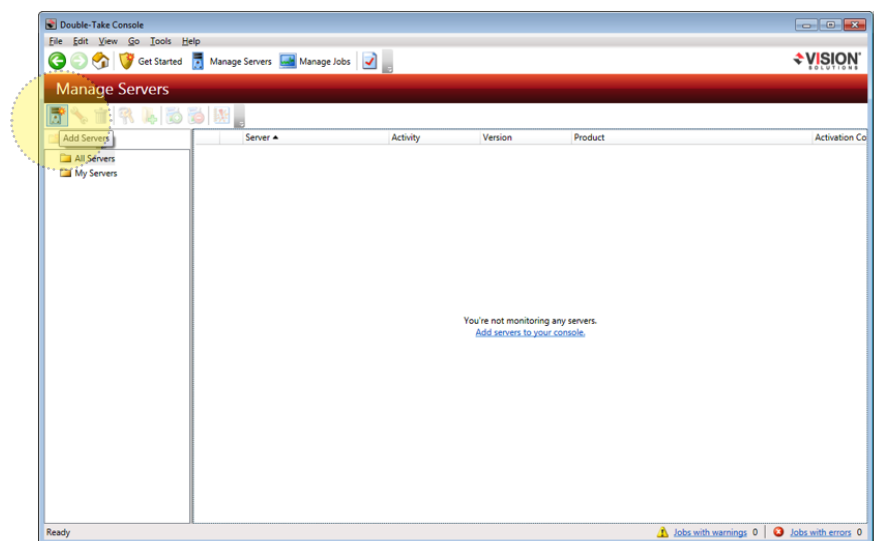 Double-Take Console
File Edit View Go Tools Help
Get Started Manage Servers Manage Jobs
VISION
SOLUTIONS
Manage Servers
Add Servers
Server Activity Version Product Activation Co
All Servers
My Servers
You're not monitoring any servers.
Add servers to your console.
Ready Jobs with warnings 0 Jobs with errors 0